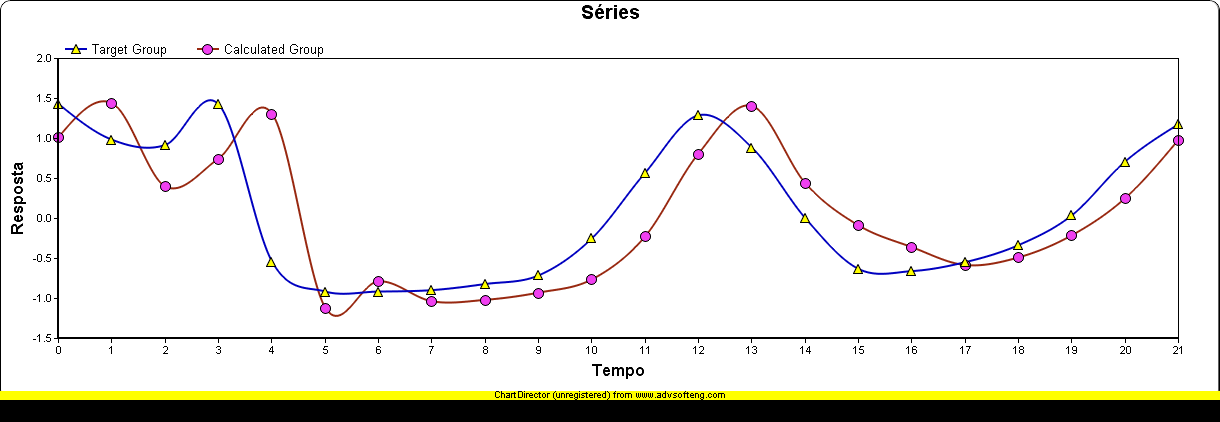 Séries
Target Group Calculated Group
2.0
1.5
1.0
0.5
0.0
-0.5
-1.0
-1.5
Resposta
0 1 2 3 4 5 6 7 8 9 10 11 12 13 14 15 16 17 18 19 20 21
Tempo
ChartDirector (unregistered) from www.advsofteng.com